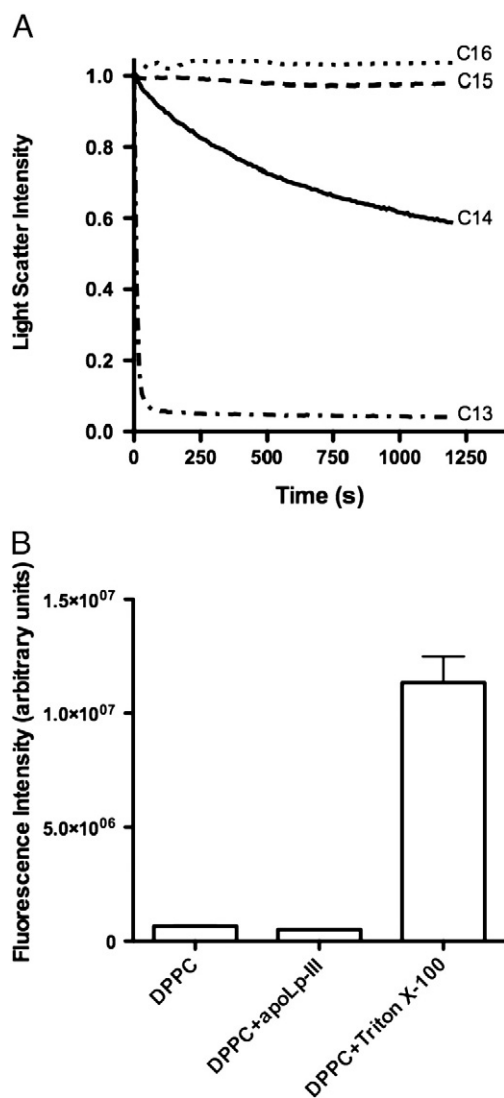 A
C16
C15
C14
C13
1.0
0.8
0.6
0.4
0.2
0.0
Light Scatter Intensity
0 250 500 750 1000 1250
Time (s)
B
Fluorescence Intensity (arbitrary units)
1.5×10⁰⁷
1.0×10⁰⁷
5.0×10⁰⁶
0
DPPC
DPPC+apoLp-III
DPPC+Triton X-100